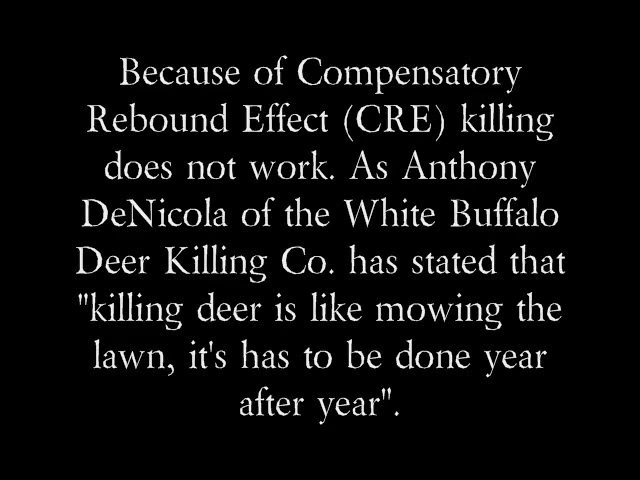 Because of Compensatory
Rebound Effect (CRE) killing
does not work. As Anthony
DeNicola of the White Buffalo
Deer Killing Co. has stated that
"killing deer is like mowing the
lawn, it's has to be done year
after year".